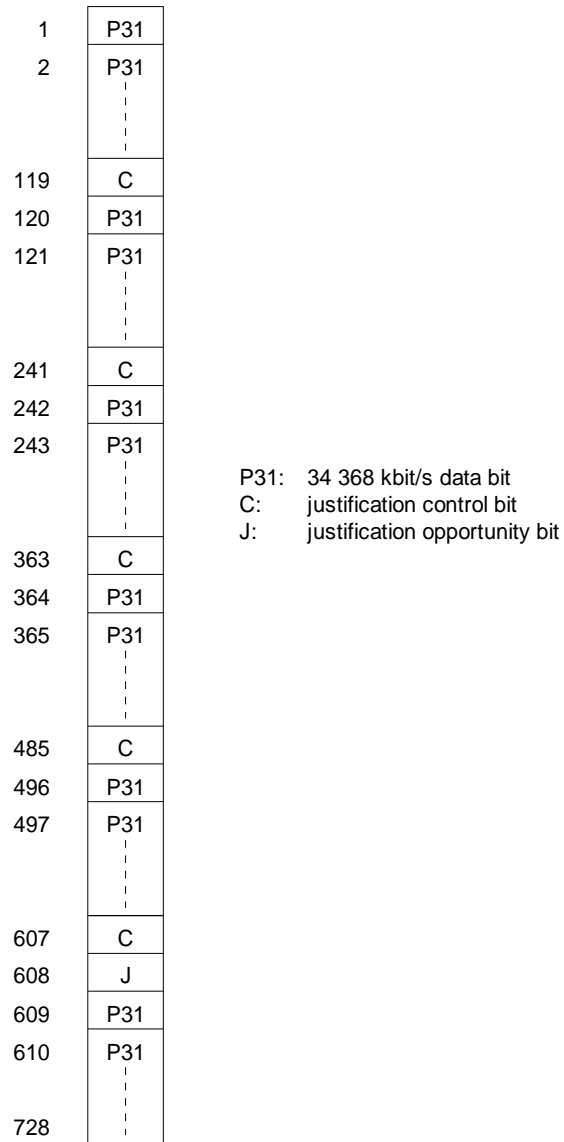 1 P31
2 P31
119 C
120 P31
121 P31
241 C
242 P31
243 P31
P31: 34 368 kbit/s data bit
C: justification control bit
J: justification opportunity bit
363 C
364 P31
365 P31
485 C
496 P31
497 P31
607 C
608 J
609 P31
610 P31
728